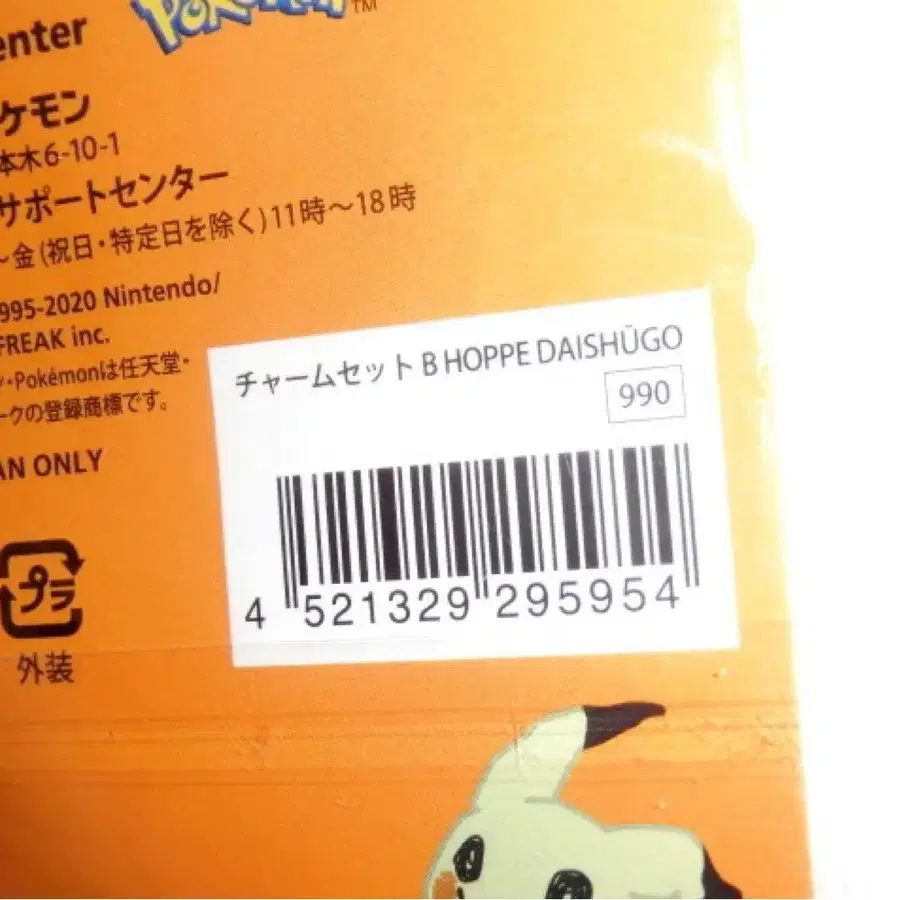 enter Pokémon™
ケモン
本木6-10-1
サポートセンター
～金(祝日・特定日を除く)11時～18時
995-2020 Nintendo/
FREAK inc.
・Pokémonは任天堂・
ークの登録商標です。
AN ONLY
チャームセット B HOPPE DAISHŪGO
990
4 521329 295954
プラ
外装